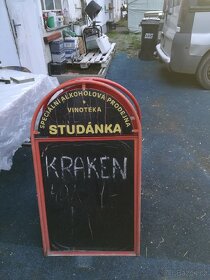 SPECIÁLNÍ ALKOHOLOVÁ PRODEJNA
VINOTÉKA
STUDÁNKA
KRAKEN